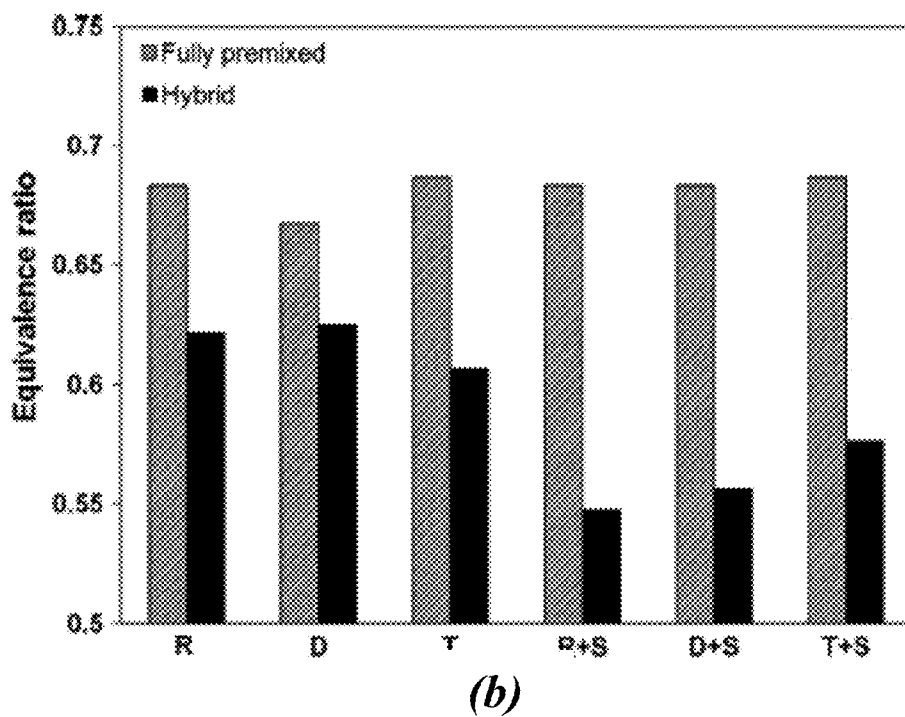 0.75
Fully premixed
Hybrid
0.7
0.65
0.6
0.55
0.5
Equivalence ratio
R D T R+S D+S T+S
(b)